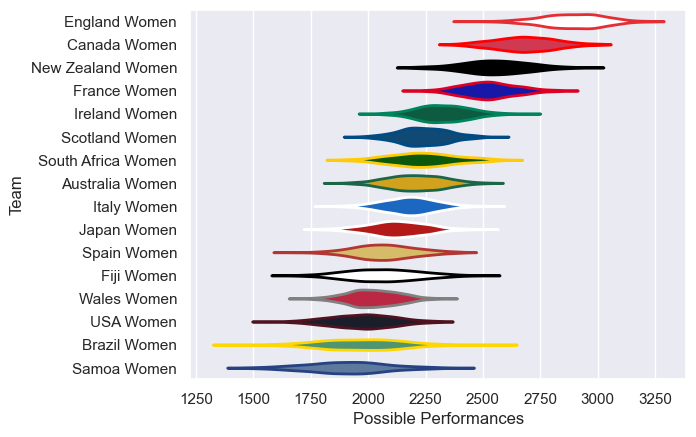 England Women
Canada Women
New Zealand Women
France Women
Ireland Women
Scotland Women
South Africa Women
Australia Women
Italy Women
Japan Women
Spain Women
Fiji Women
Wales Women
USA Women
Brazil Women
Samoa Women
Team
1250 1500 1750 2000 2250 2500 2750 3000 3250
Possible Performances